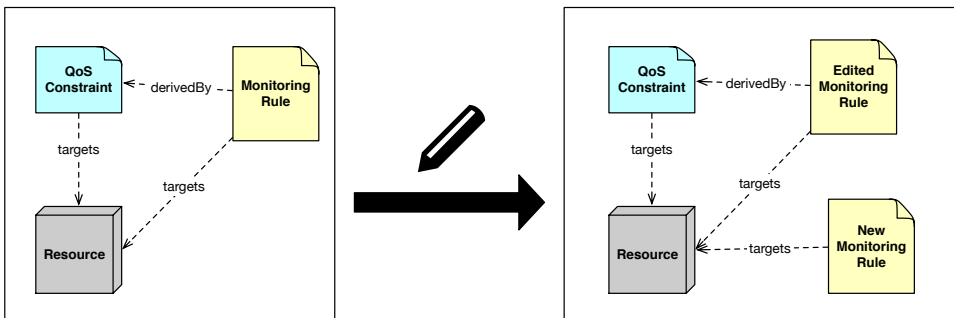 QoS
Constraint
derivedBy
Monitoring
Rule
targets
targets
Resource
QoS
Constraint
derivedBy
Edited
Monitoring
Rule
targets
targets
Resource
targets
New
Monitoring
Rule